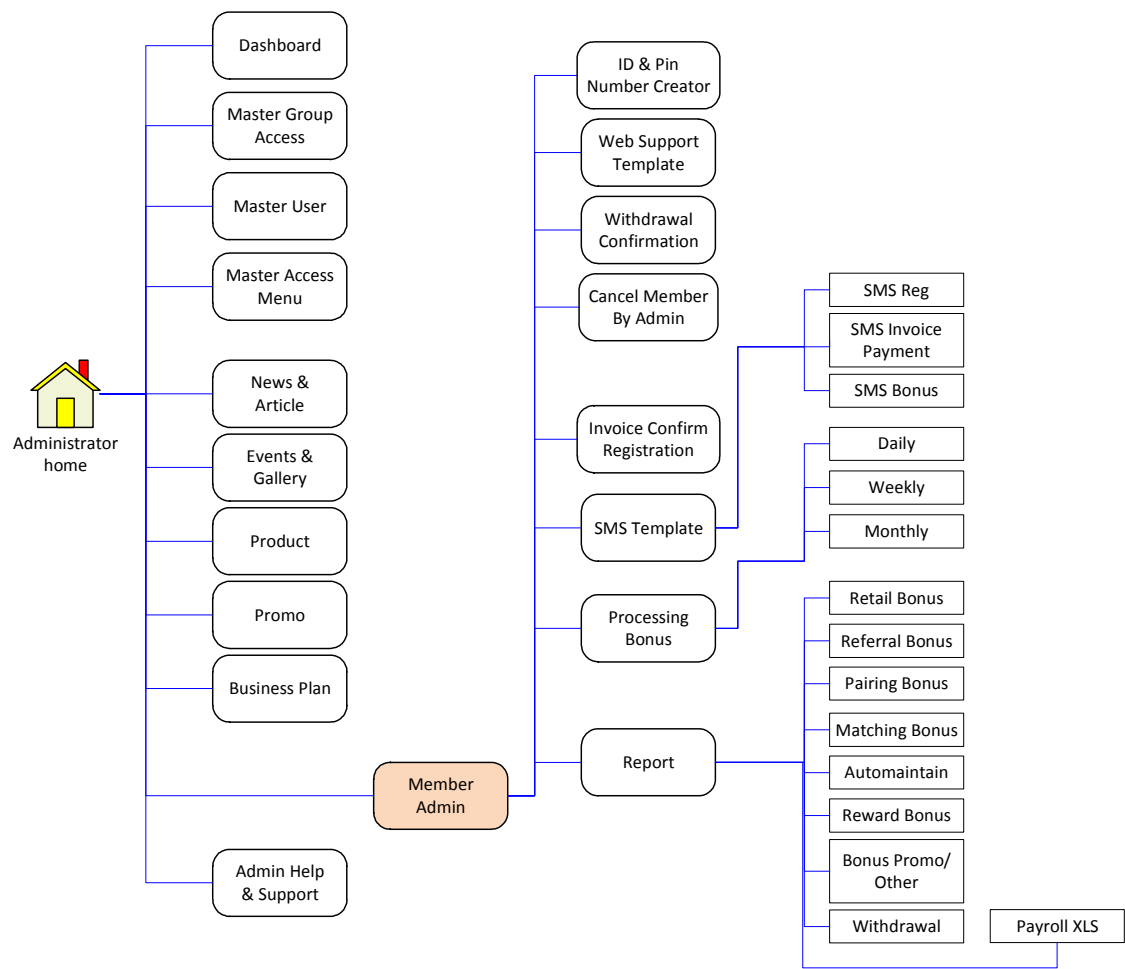 Dashboard
Master Group
Access
Master User
Master Access
Menu
Administrator
home
News &
Article
Events &
Gallery
Product
Promo
Business Plan
Member
Admin
Admin Help
& Support
ID & Pin
Number Creator
Web Support
Template
Withdrawal
Confirmation
Cancel Member
By Admin
Invoice Confirm
Registration
SMS Template
Processing
Bonus
Report
SMS Reg
SMS Invoice
Payment
SMS Bonus
Daily
Weekly
Monthly
Retail Bonus
Referral Bonus
Pairing Bonus
Matching Bonus
Automaintain
Reward Bonus
Bonus Promo/
Other
Withdrawal
Payroll XLS